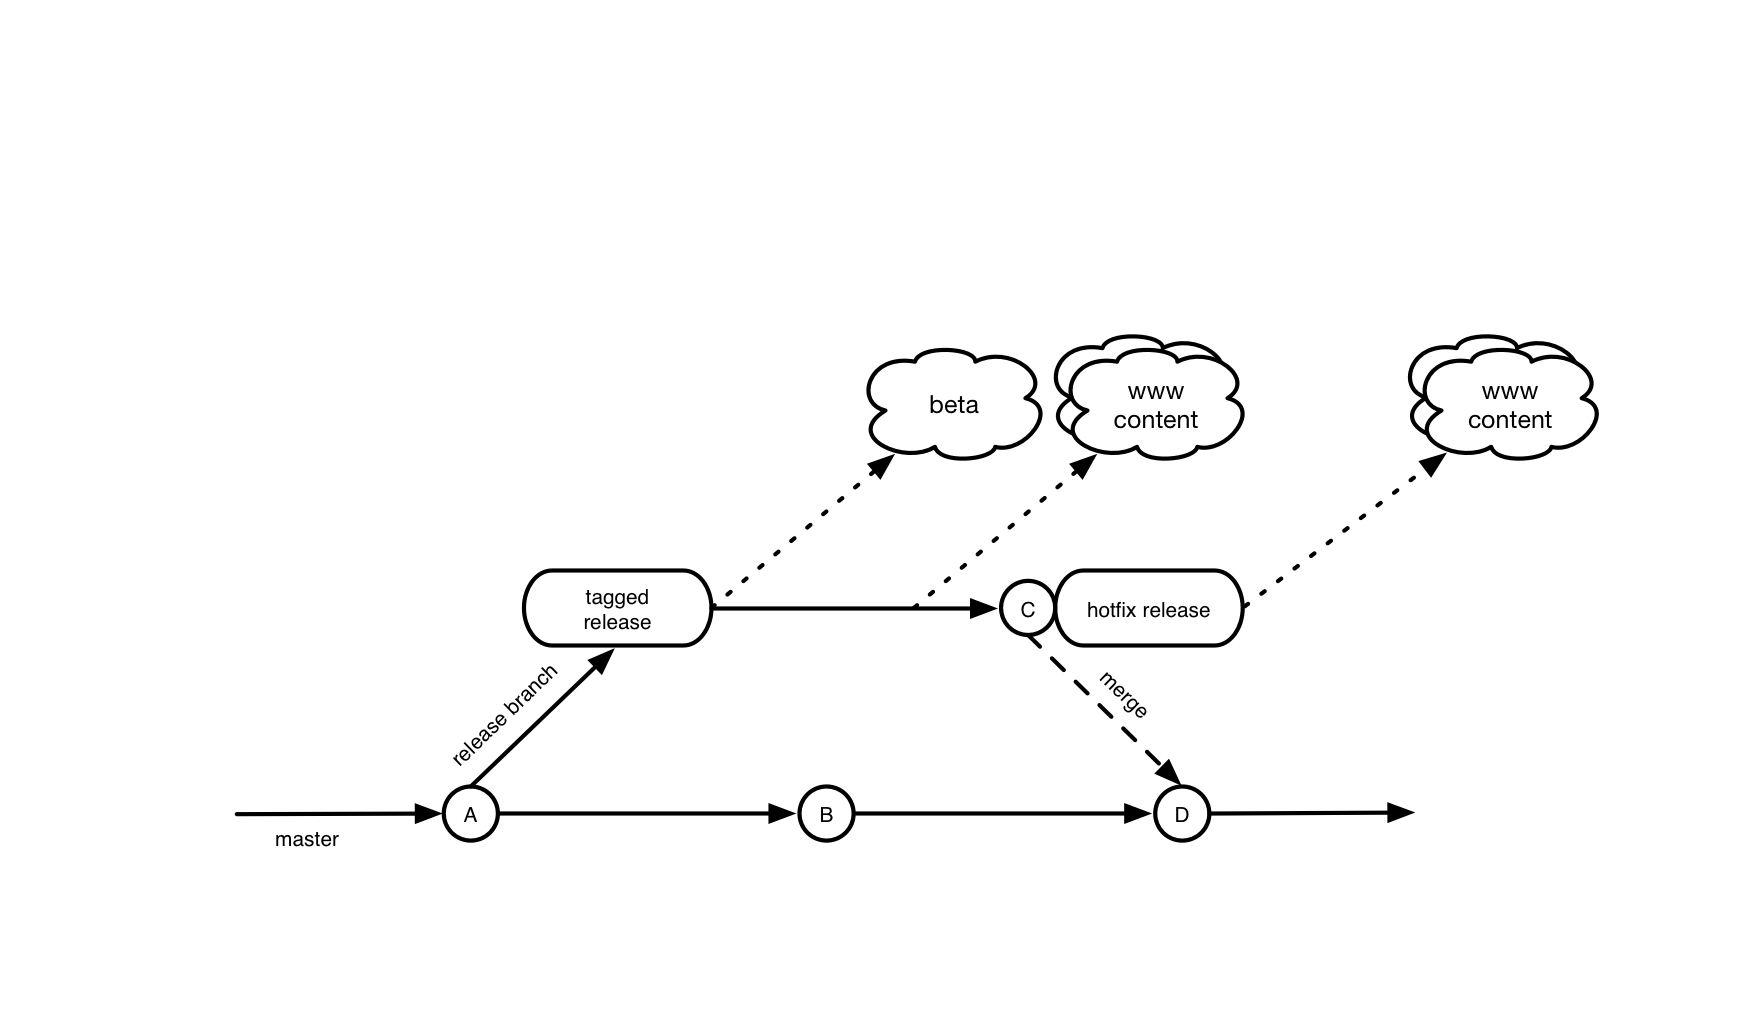 beta
www
content
www
content
tagged
release
C
hotfix release
release branch
merge
A
B
D
master